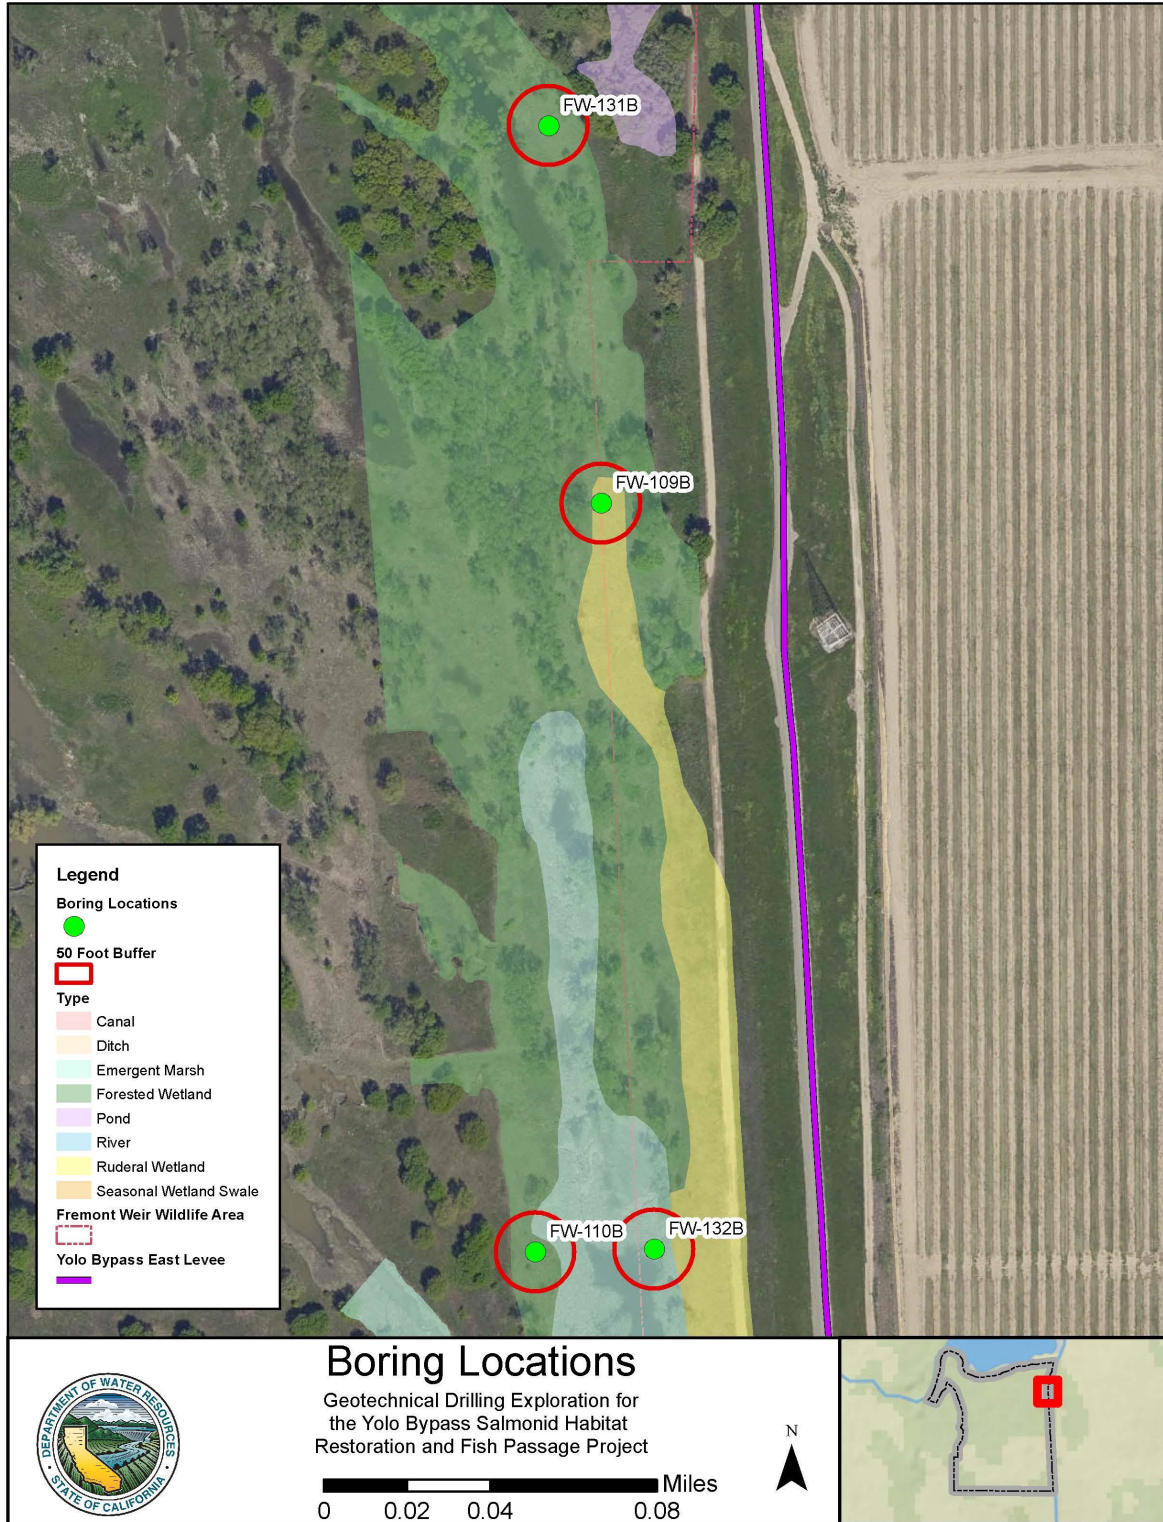 FW-131B
FW-109B
FW-110B
FW-132B
Legend
Boring Locations
50 Foot Buffer
Type
Canal
Ditch
Emergent Marsh
Forested Wetland
Pond
River
Ruderal Wetland
Seasonal Wetland Swale
Fremont Weir Wildlife Area
Yolo Bypass East Levee
DEPARTMENT OF WATER RESOURCES
STATE OF CALIFORNIA
Boring Locations
Geotechnical Drilling Exploration for
the Yolo Bypass Salmonid Habitat
Restoration and Fish Passage Project
Miles
0 0.02 0.04 0.08
N